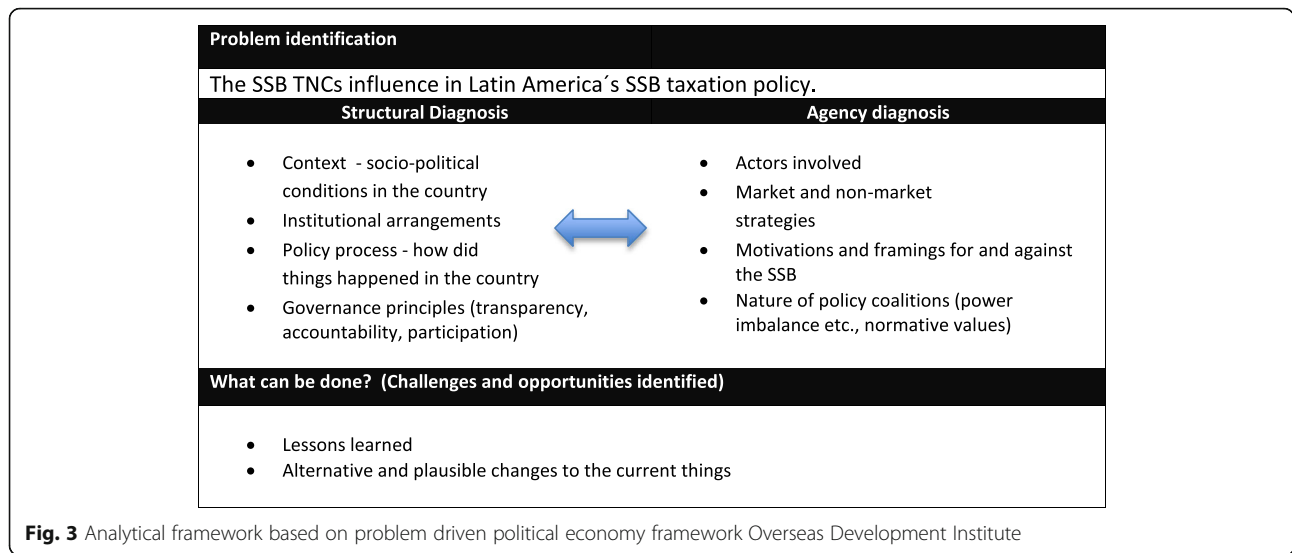 Problem identification
The SSB TNCs influence in Latin America´s SSB taxation policy.
Structural Diagnosis
• Context - socio-political
conditions in the country
• Institutional arrangements
• Policy process - how did
things happened in the country
• Governance principles (transparency,
accountability, participation)
Agency diagnosis
• Actors involved
• Market and non-market
strategies
• Motivations and framings for and against
the SSB
• Nature of policy coalitions (power
imbalance etc., normative values)
What can be done? (Challenges and opportunities identified)
• Lessons learned
• Alternative and plausible changes to the current things
Fig. 3 Analytical framework based on problem driven political economy framework Overseas Development Institute